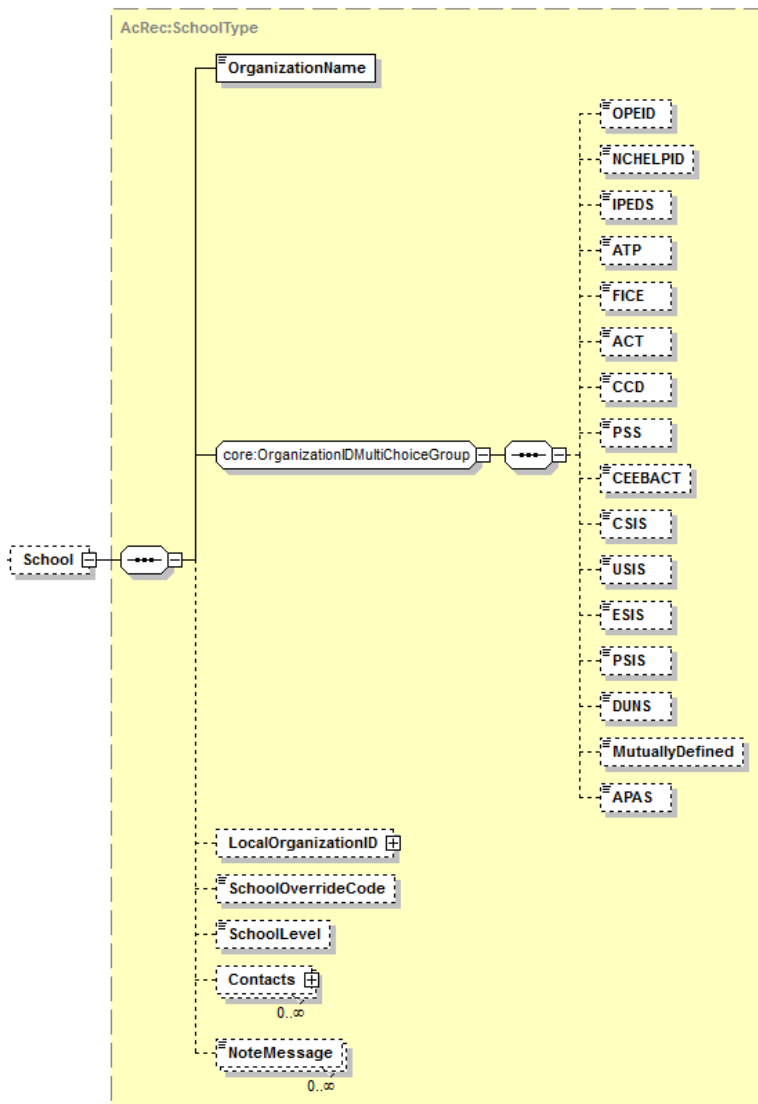 AcRec:SchoolType
OrganizationName
OPEID
NCHELPID
IPEDS
ATP
FICE
ACT
CCD
core:OrganizationIDMultiChoiceGroup
PSS
CEEBACT
CSIS
School
USIS
ESIS
PSIS
DUNS
MutuallyDefined
APAS
LocalOrganizationID
SchoolOverrideCode
SchoolLevel
Contacts
0..∞
NoteMessage
0..∞